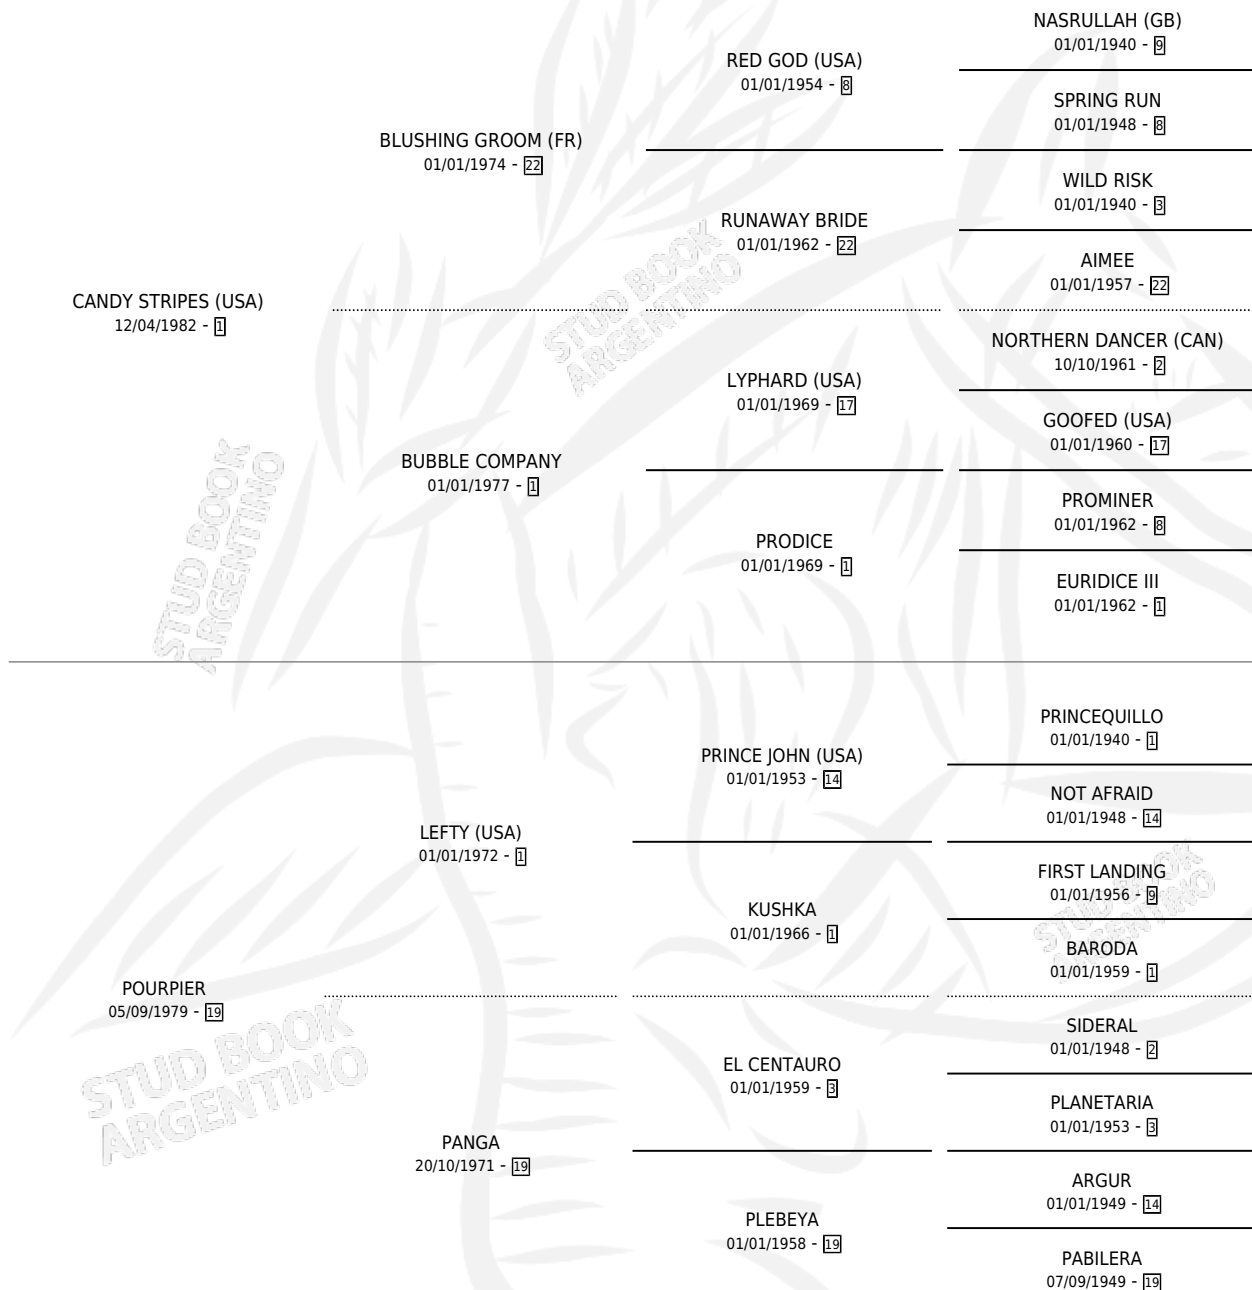 NASRULLAH (GB)
01/01/1940 - 9
RED GOD (USA)
01/01/1954 - 8
SPRING RUN
01/01/1948 - 8
BLUSHING GROOM (FR)
01/01/1974 - 22
WILD RISK
01/01/1940 - 3
RUNAWAY BRIDE
01/01/1962 - 22
AIMEE
01/01/1957 - 22
CANDY STRIPES (USA)
12/04/1982 - 1
STUD BOOK
ARGENTINO
NORTHERN DANCER (CAN)
10/10/1961 - 2
LYPHARD (USA)
01/01/1969 - 17
GOOFED (USA)
01/01/1960 - 17
BUBBLE COMPANY
01/01/1977 - 1
PROMINER
01/01/1962 - 8
PRODICE
01/01/1969 - 1
EURIDICE III
01/01/1962 - 1
STUD BOOK
ARGENTINO
PRINCEQUILLO
01/01/1940 - 1
PRINCE JOHN (USA)
01/01/1953 - 14
NOT AFRAID
01/01/1948 - 14
LEFTY (USA)
01/01/1972 - 1
FIRST LANDING
01/01/1956 - 9
KUSHKA
01/01/1966 - 1
BARODA
01/01/1959 - 1
STUD BOOK
ARGENTINO
POURPIER
05/09/1979 - 19
SIDERAL
01/01/1948 - 2
EL CENTAURO
01/01/1959 - 3
PLANETARIA
01/01/1953 - 3
STUD BOOK
ARGENTINO
PANGA
20/10/1971 - 19
ARGUR
01/01/1949 - 14
PLEBEYA
01/01/1958 - 19
PABILERA
07/09/1949 - 19